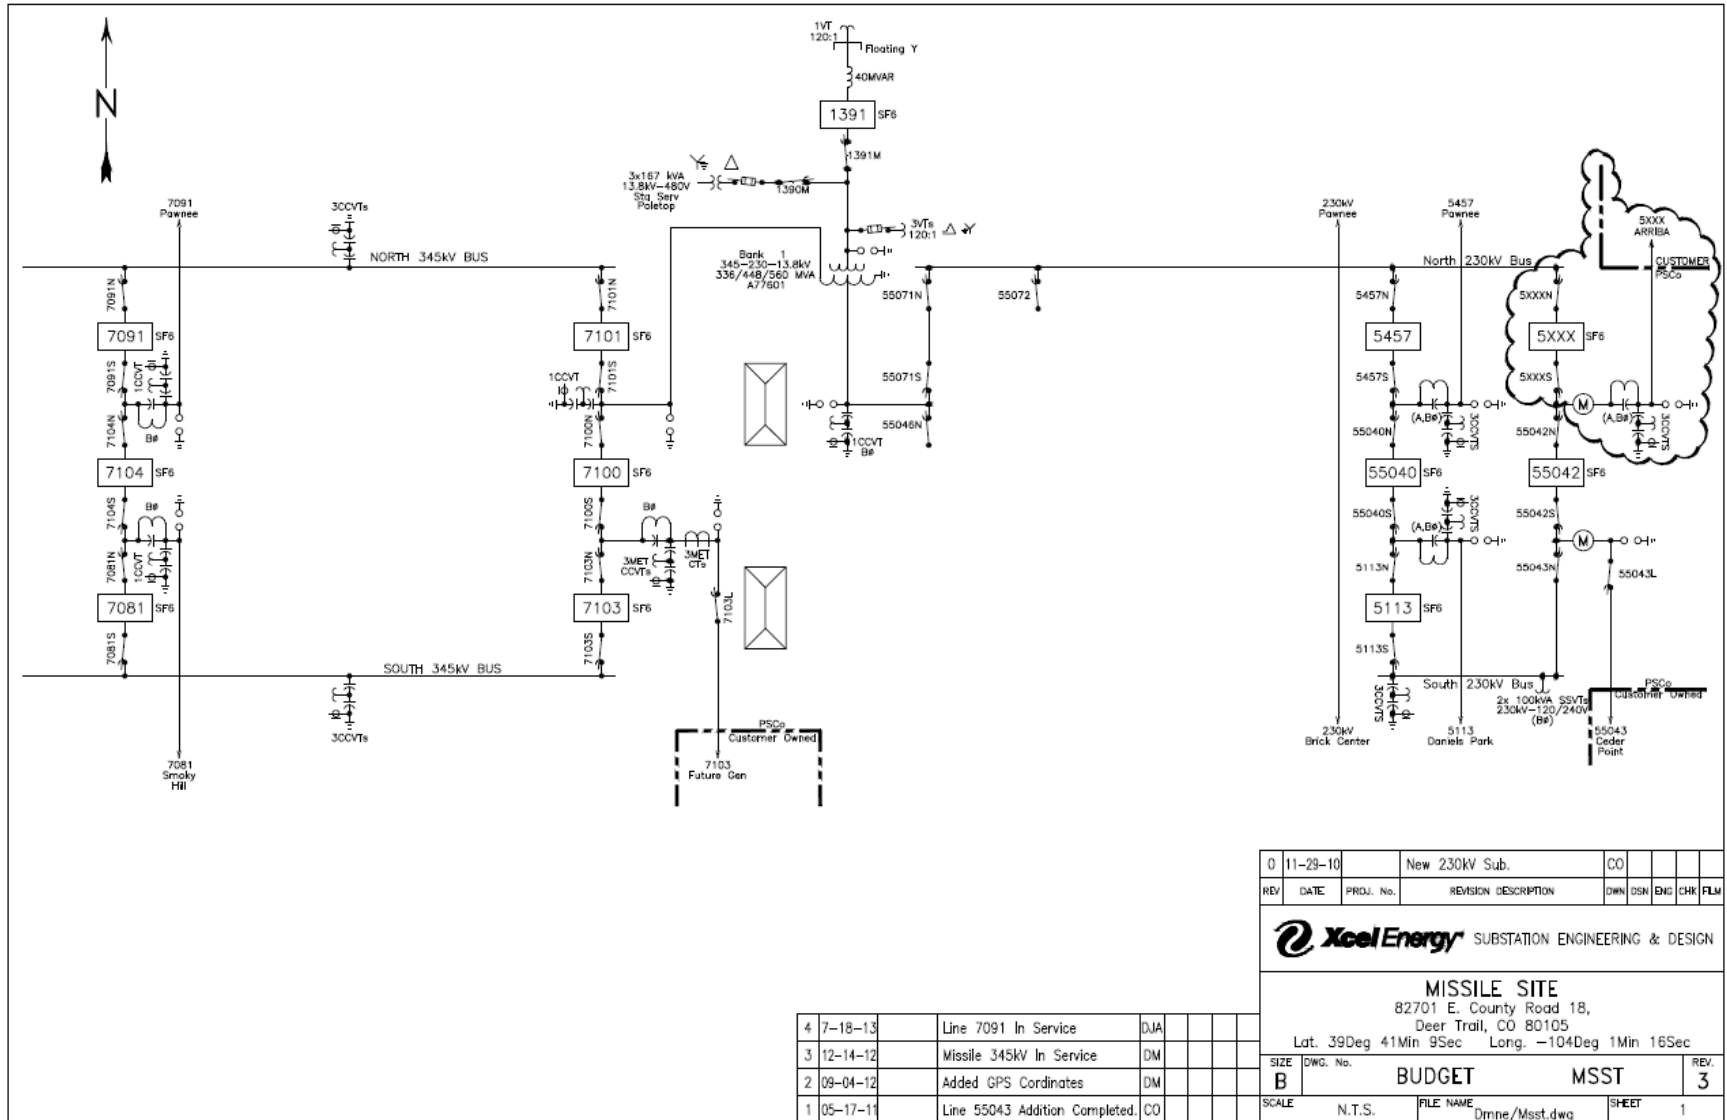 N
1VT
120:1
Floating Y
40MVAR
1391 SF6
1391M
3x167 kVA
13.8kV-480V
Sta Serv
Poletop
1390M
3VTs
120:1
Bank 1
345-230-13.8kV
336/448/560 MVA
A77601
7091
Pawnee
3CCVTs
NORTH 345kV BUS
7091N
7091 SF6
7091S
1CCVT
7104N
BØ
7104 SF6
7104S
BØ
7081N
1CCVT
7081 SF6
7081S
SOUTH 345kV BUS
3CCVTs
7081
Smoky
Hill
7101N
7101 SF6
7101S
1CCVT
7100N
7100 SF6
7100S
BØ
7103N
3MET
CCVTs
3MET
CTs
7103 SF6
7103L
7103S
PSCo
Customer Owned
7103
Future Gen
1CCVT
BØ
55071N
55072
55071S
55046N
North 230kV Bus
230kV
Pawnee
5457
Pawnee
5XXX
ARRIBA
CUSTOMER
PSCo
5457N
5457
5457S
(A,BØ)
3CCVTS
55040N
55040 SF6
55040S
(A,BØ)
3CCVTS
5113N
5113 SF6
5113S
3CCVTS
5XXXN
5XXX SF6
5XXXS
M
(A,BØ)
3CCVTS
55042N
55042 SF6
55042S
M
55043N
55043L
South 230kV Bus
2x 100kVA SSVTs
230kV-120/240V
(BØ)
PSCo
Customer Owned
230kV
Brick Center
5113
Daniels Park
55043
Ceder
Point
0 11-29-10 New 230kV Sub. CO
REV DATE PROJ. No. REVISION DESCRIPTION DWN DSN ENG CHK FILM
Xcel Energy SUBSTATION ENGINEERING & DESIGN
MISSILE SITE
82701 E. County Road 18,
Deer Trail, CO 80105
Lat. 39Deg 41Min 9Sec Long. -104Deg 1Min 16Sec
SIZE B DWG. No. BUDGET MSST REV. 3
SCALE N.T.S. FILE NAME Dmne/Msst.dwg SHEET 1
4 7-18-13 Line 7091 In Service DJA
3 12-14-12 Missile 345kV In Service DM
2 09-04-12 Added GPS Cordinates DM
1 05-17-11 Line 55043 Addition Completed. CO